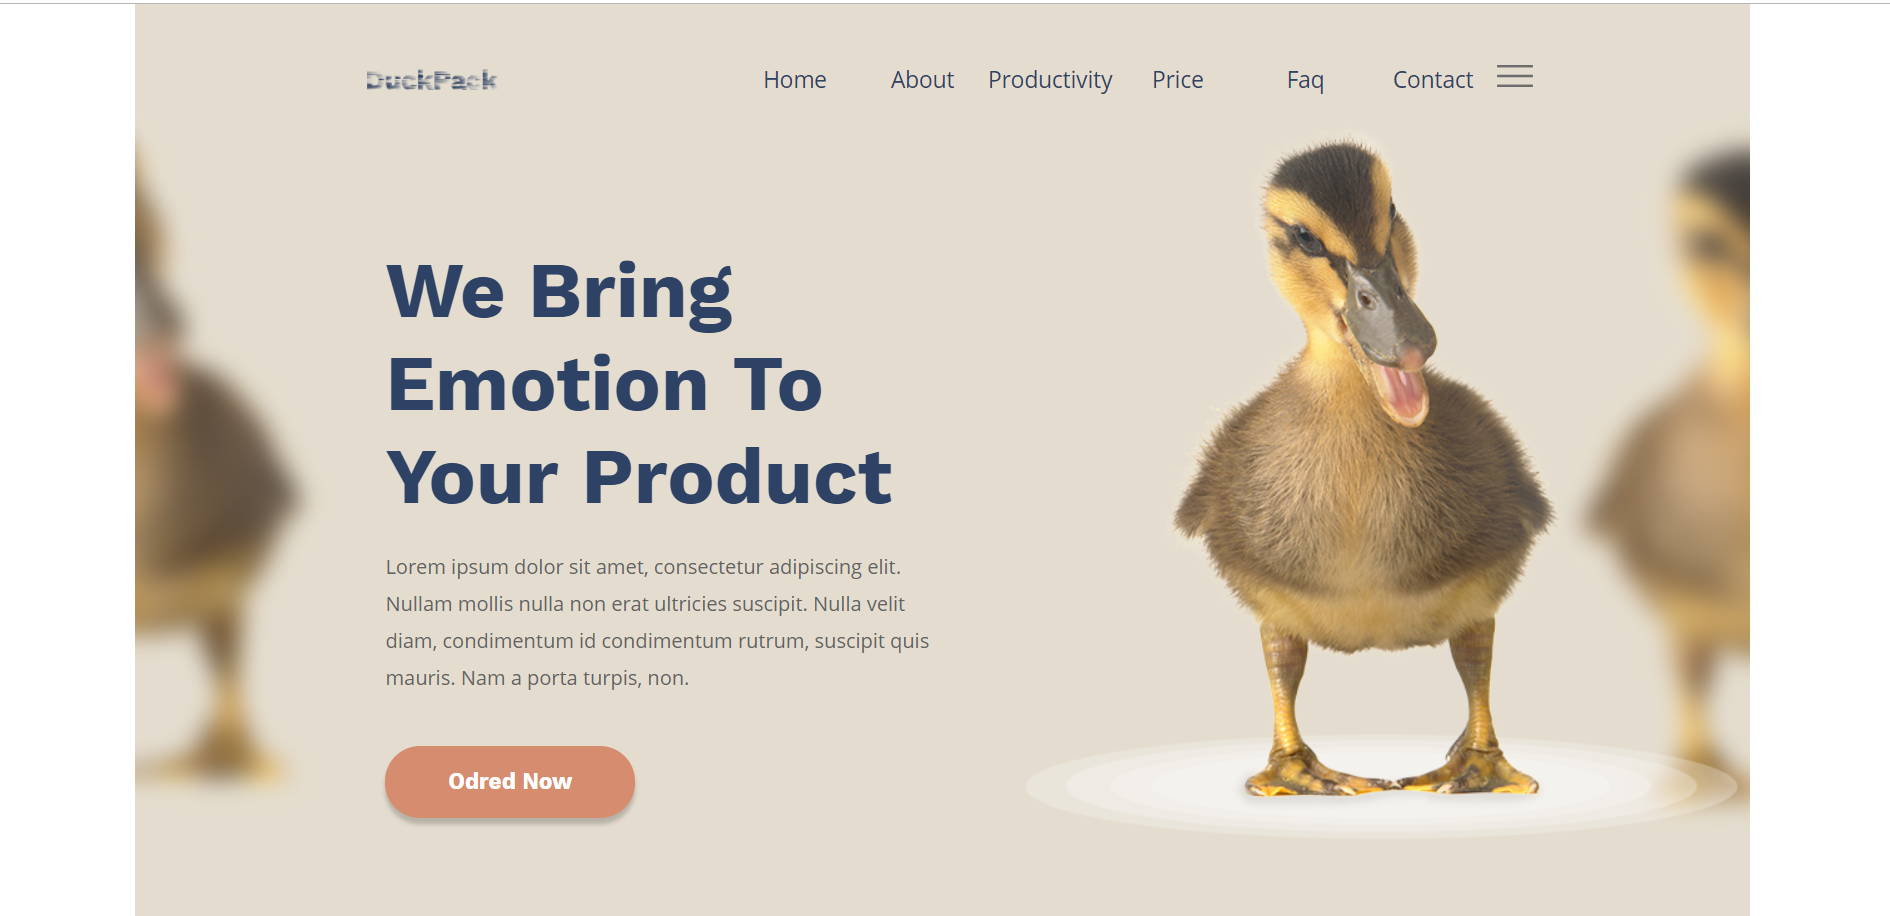 DuckPack
Home About Productivity Price Faq Contact
We Bring
Emotion To
Your Product
Lorem ipsum dolor sit amet, consectetur adipiscing elit.
Nullam mollis nulla non erat ultricies suscipit. Nulla velit
diam, condimentum id condimentum rutrum, suscipit quis
mauris. Nam a porta turpis, non.
Odred Now